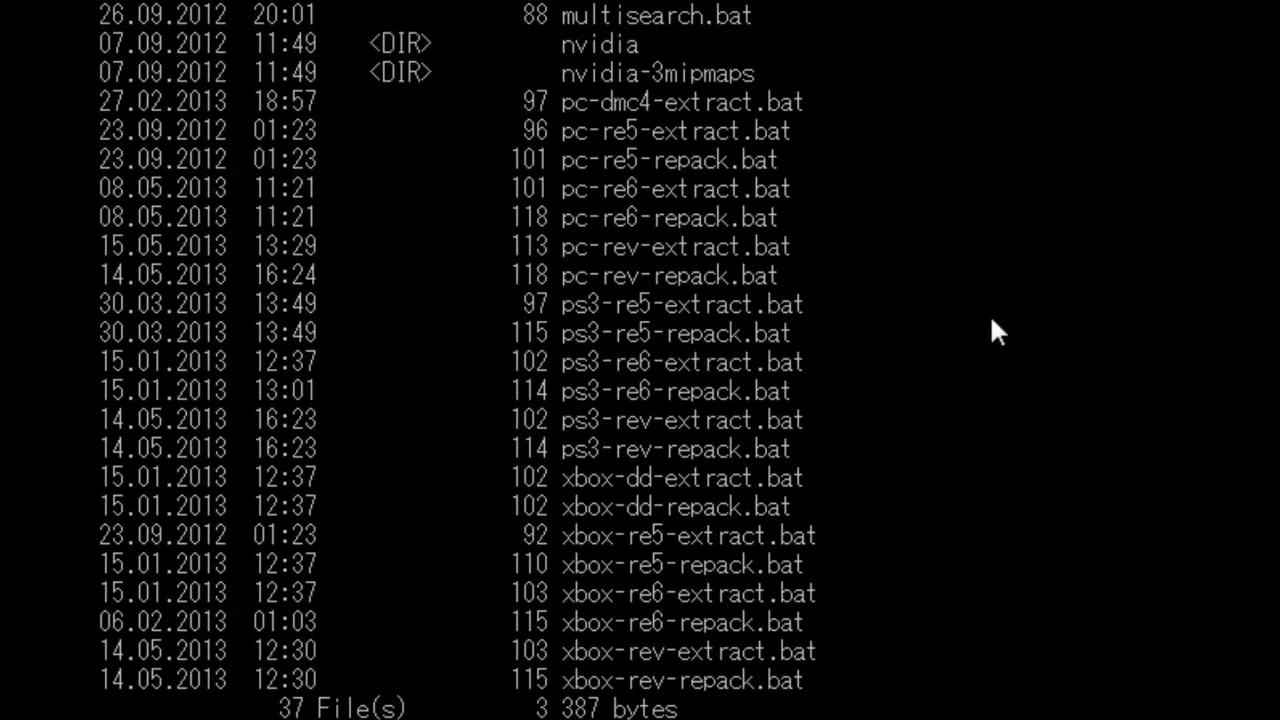 26.09.2012  20:01                88 multisearch.bat
07.09.2012  11:49    <DIR>          nvidia
07.09.2012  11:49    <DIR>          nvidia-3mipmaps
27.02.2013  18:57                97 pc-dmc4-extract.bat
23.09.2012  01:23                96 pc-re5-extract.bat
23.09.2012  01:23               101 pc-re5-repack.bat
08.05.2013  11:21               101 pc-re6-extract.bat
08.05.2013  11:21               118 pc-re6-repack.bat
15.05.2013  13:29               113 pc-rev-extract.bat
14.05.2013  16:24               118 pc-rev-repack.bat
30.03.2013  13:49                97 ps3-re5-extract.bat
30.03.2013  13:49               115 ps3-re5-repack.bat
15.01.2013  12:37               102 ps3-re6-extract.bat
15.01.2013  13:01               114 ps3-re6-repack.bat
14.05.2013  16:23               102 ps3-rev-extract.bat
14.05.2013  16:23               114 ps3-rev-repack.bat
15.01.2013  12:37               102 xbox-dd-extract.bat
15.01.2013  12:37               102 xbox-dd-repack.bat
23.09.2012  01:23                92 xbox-re5-extract.bat
15.01.2013  12:37               110 xbox-re5-repack.bat
15.01.2013  12:37               103 xbox-re6-extract.bat
06.02.2013  01:03               115 xbox-re6-repack.bat
14.05.2013  12:30               103 xbox-rev-extract.bat
14.05.2013  12:30               115 xbox-rev-repack.bat
              37 File(s)          3 387 bytes